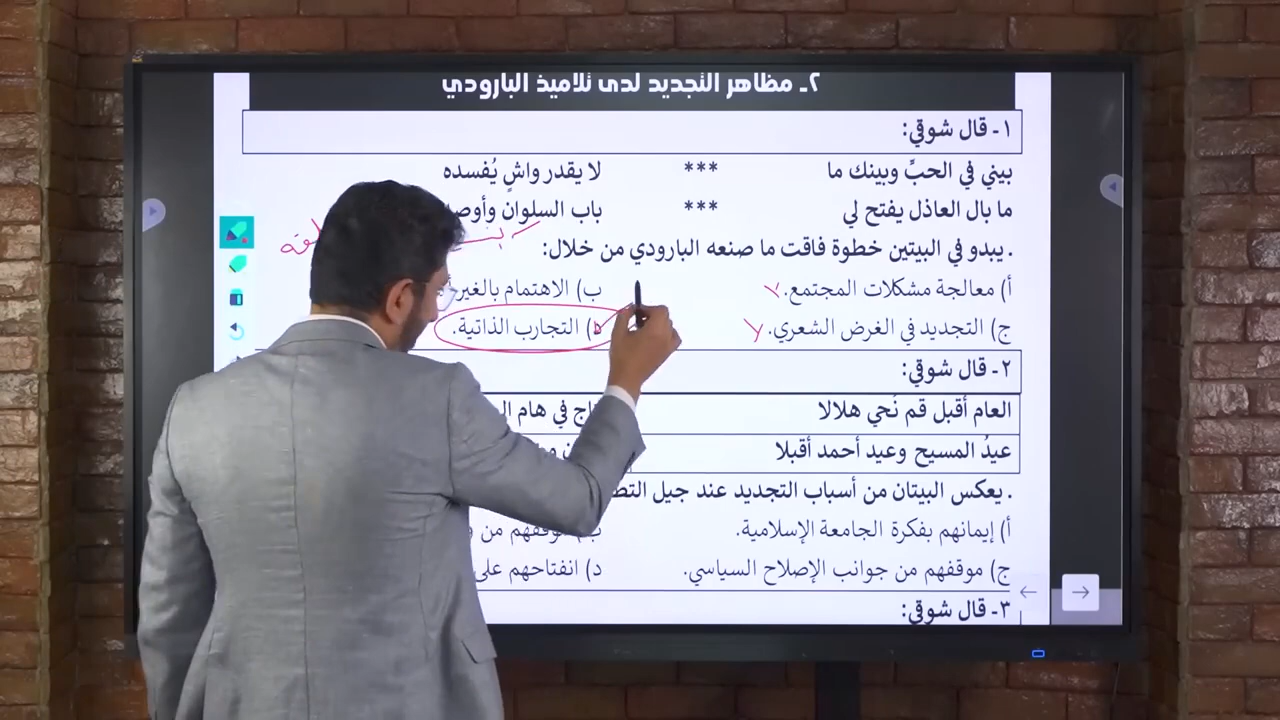 ٢ـ مظاهر التجديد لدى تلاميذ البارودي
١- قال شوقي:
بيني في الحبِّ وبينك ما *** لا يقدر واشٍ يُفسده
ما بال العاذل يفتح لي *** باب السلوان
. يبدو في البيتين خطوة فاقت ما صنعه البارودي من خلال:
أ) معالجة مشكلات المجتمع. ب) الاهتمام بالغير
ج) التجديد في الغرض الشعري. د) التجارب الذاتية.
٢- قال شوقي:
العام أقبل قم نَحي هلالا في هام
عيدُ المسيح وعيد أحمد أقبلا
. يعكس البيتان من أسباب التجديد عند جيل
أ) إيمانهم بفكرة الجامعة الإسلامية. من
ج) موقفهم من جوانب الإصلاح السياسي. د) انفتاحهم على
٣- قال شوقي: